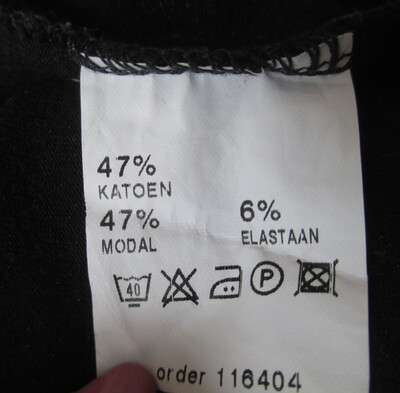 47%
KATOEN
47% 6%
MODAL ELASTAAN
40 P
order 116404